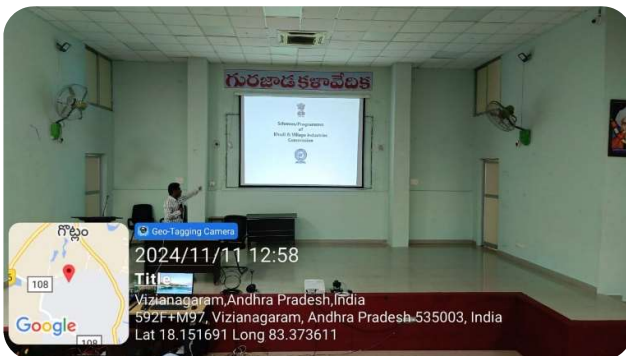 గురజాడ కళావేదిక
Schemes/Programmes
of
Khadi & Village Industries
Commission
గొట్లం
108
Google
108
Geo-Tagging Camera
2024/11/11 12:58
Title
Vizianagaram,Andhra Pradesh,India
592F+M97, Vizianagaram, Andhra Pradesh 535003, India
Lat 18.151691 Long 83.373611